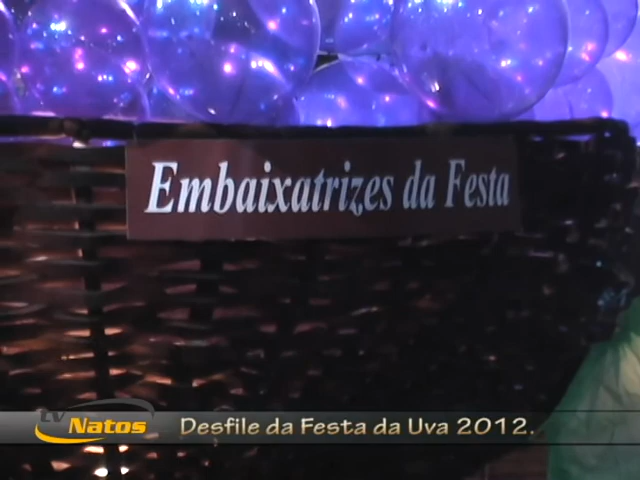 Embaixatrizes da Festa
tv Natos
Desfile da Festa da Uva 2012.